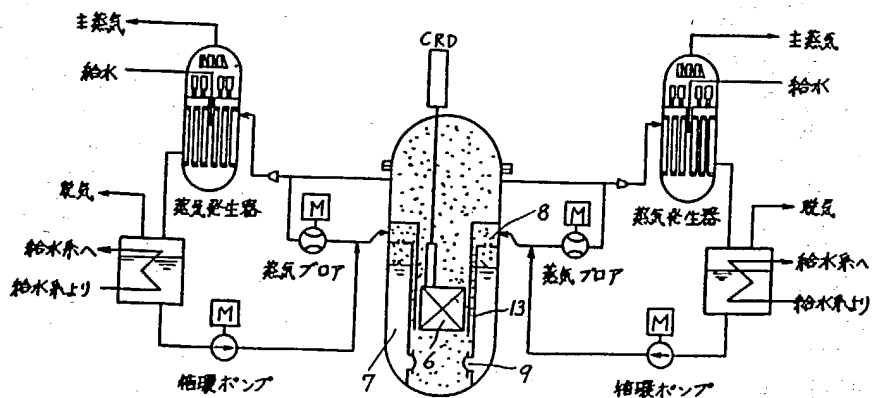 主蒸気
給水
蒸気発生器
脱気
給水系へ
給水系より
M
循環ポンプ
M
蒸気ブロア
CRD
8
13
6
7
9
M
蒸気ブロア
主蒸気
給水
蒸気発生器
脱気
給水系へ
給水系より
M
循環ポンプ